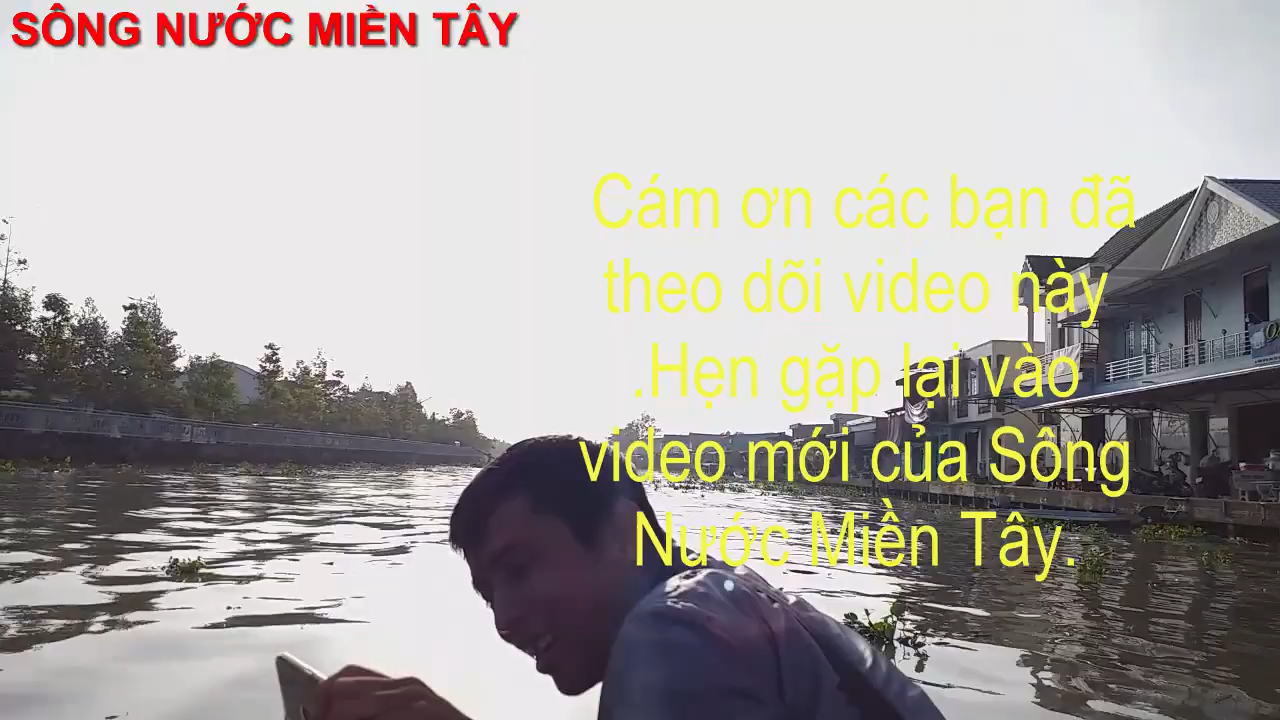 SÔNG NƯỚC MIỀN TÂY
Cám ơn các bạn đã
theo dõi video này
.Hẹn gặp lại vào
video mới của Sông
Nước Miền Tây.